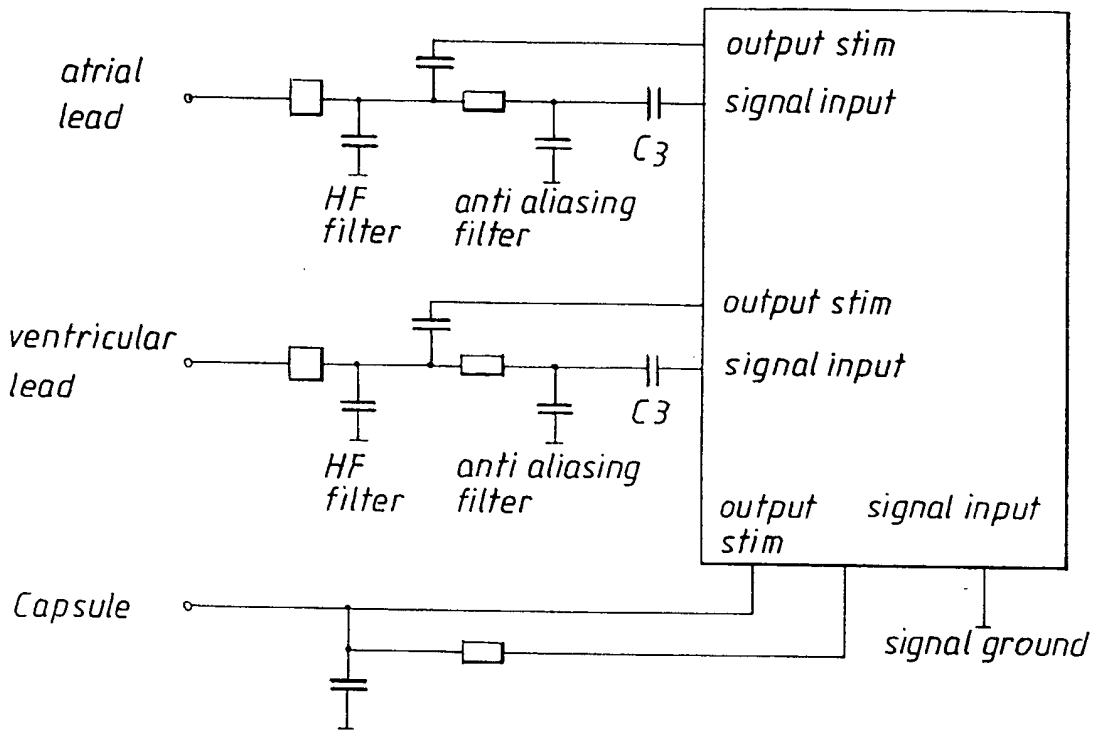 output stim
atrial
lead
signal input
C3
HF
filter
anti aliasing
filter
output stim
ventricular
lead
signal input
C3
HF
filter
anti aliasing
filter
output
stim
signal input
Capsule
signal ground